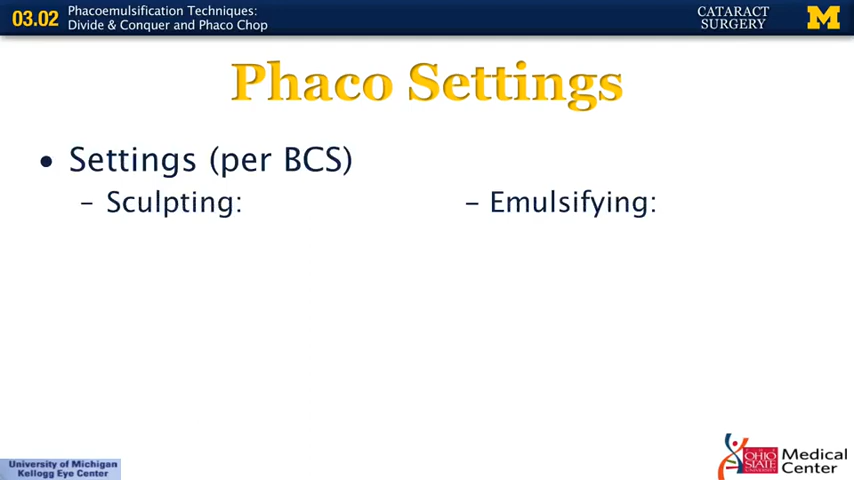 03.02
Phacoemulsification Techniques:
Divide & Conquer and Phaco Chop
CATARACT
SURGERY
M
Phaco Settings
• Settings (per BCS)
– Sculpting:
– Emulsifying:
University of Michigan
Kellogg Eye Center
OHIO
STATE
UNIVERSITY
Medical
Center